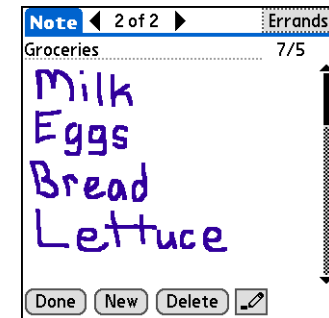 Note 2 of 2 Errands
Groceries 7/5
Milk
Eggs
Bread
Lettuce
Done New Delete